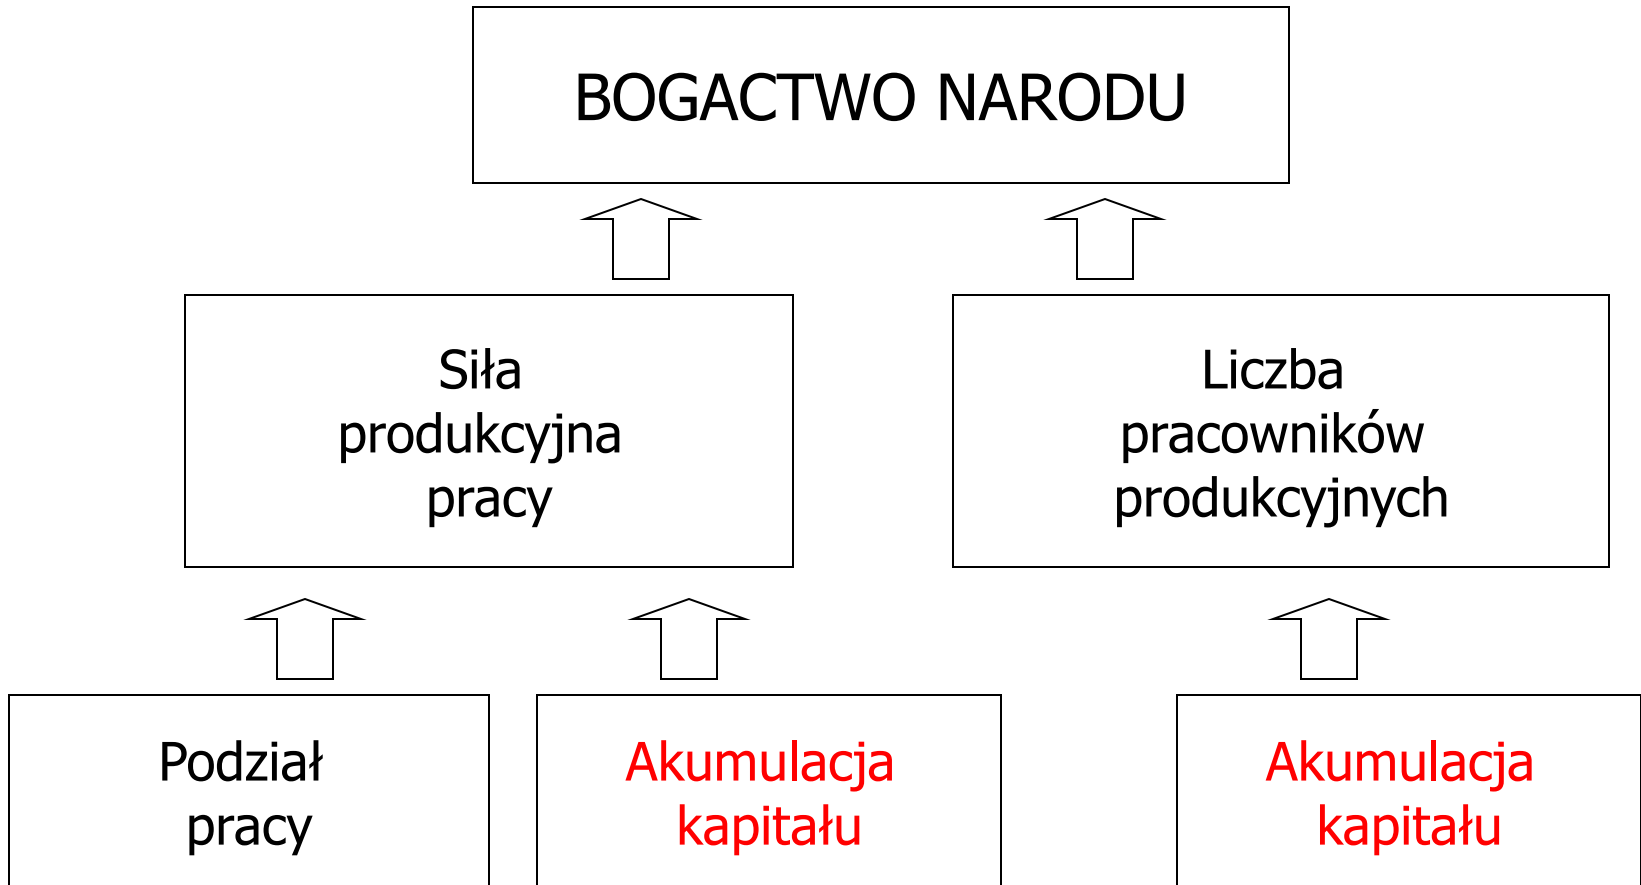 BOGACTWO NARODU
Siła
produkcyjna
pracy
Liczba
pracowników
produkcyjnych
Podział
pracy
Akumulacja
kapitału
Akumulacja
kapitału